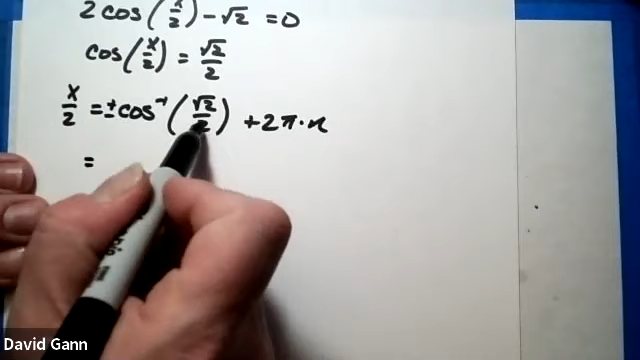 2cos(x/2) - √2 = 0
cos(x/2) = √2/2
x/2 = ± cos⁻¹(√2/2) + 2π·n
=
David Gann